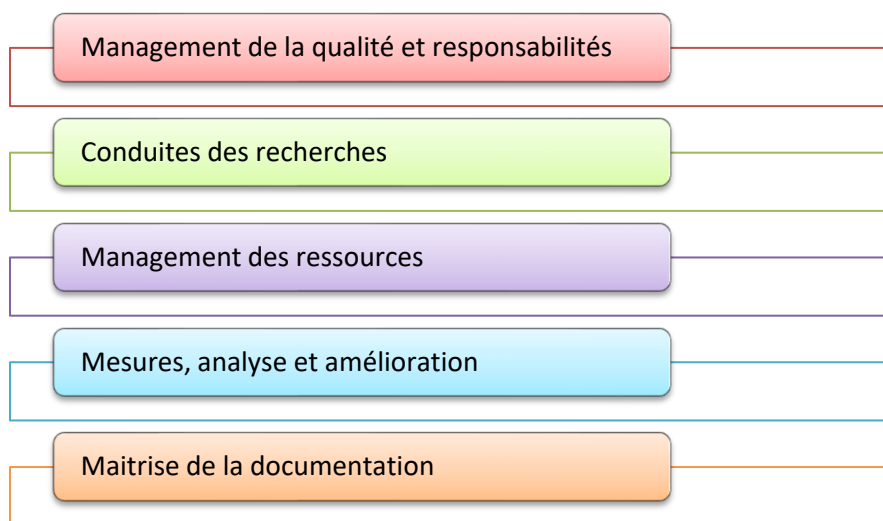 Management de la qualité et responsabilités
Conduites des recherches
Management des ressources
Mesures, analyse et amélioration
Maitrise de la documentation